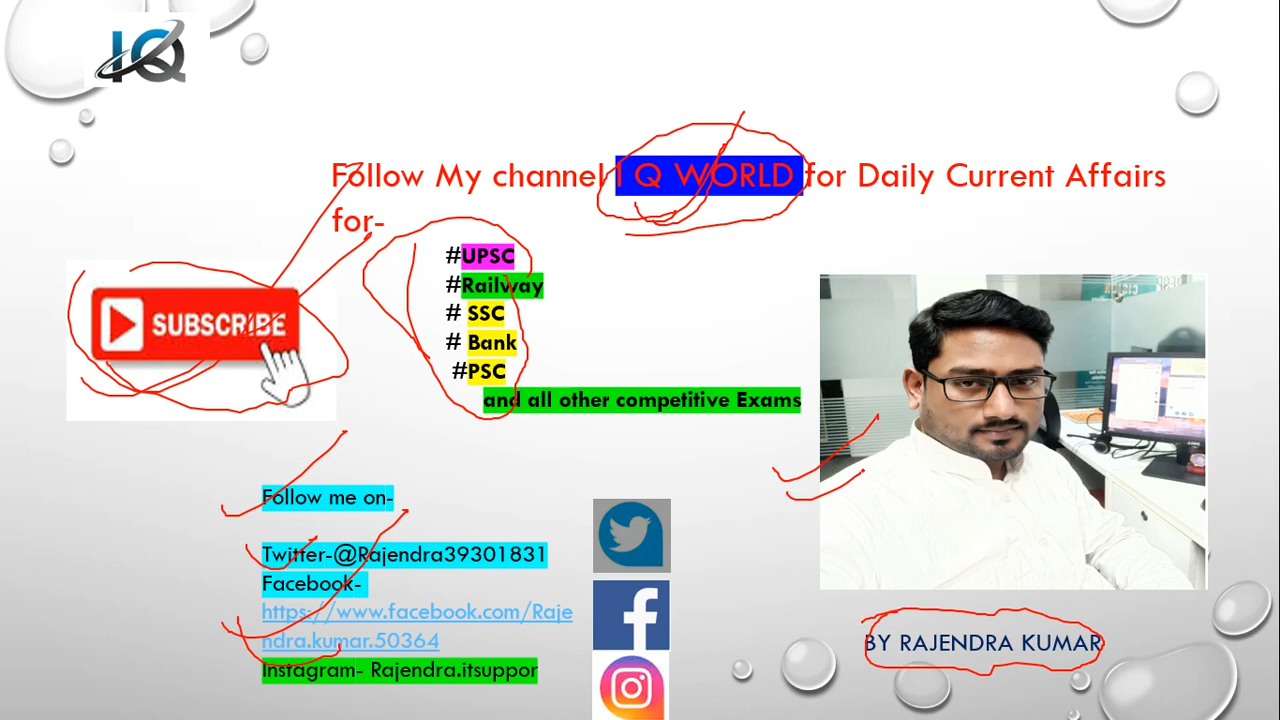 IQ
Follow My channel I Q WORLD for Daily Current Affairs
for-
#UPSC
#Railway
# SSC
# Bank
#PSC
and all other competitive Exams
SUBSCRIBE
Follow me on-
Twitter-@Rajendra39301831
Facebook-
https://www.facebook.com/Raje
ndra.kumar.50364
Instagram- Rajendra.itsuppor
BY RAJENDRA KUMAR